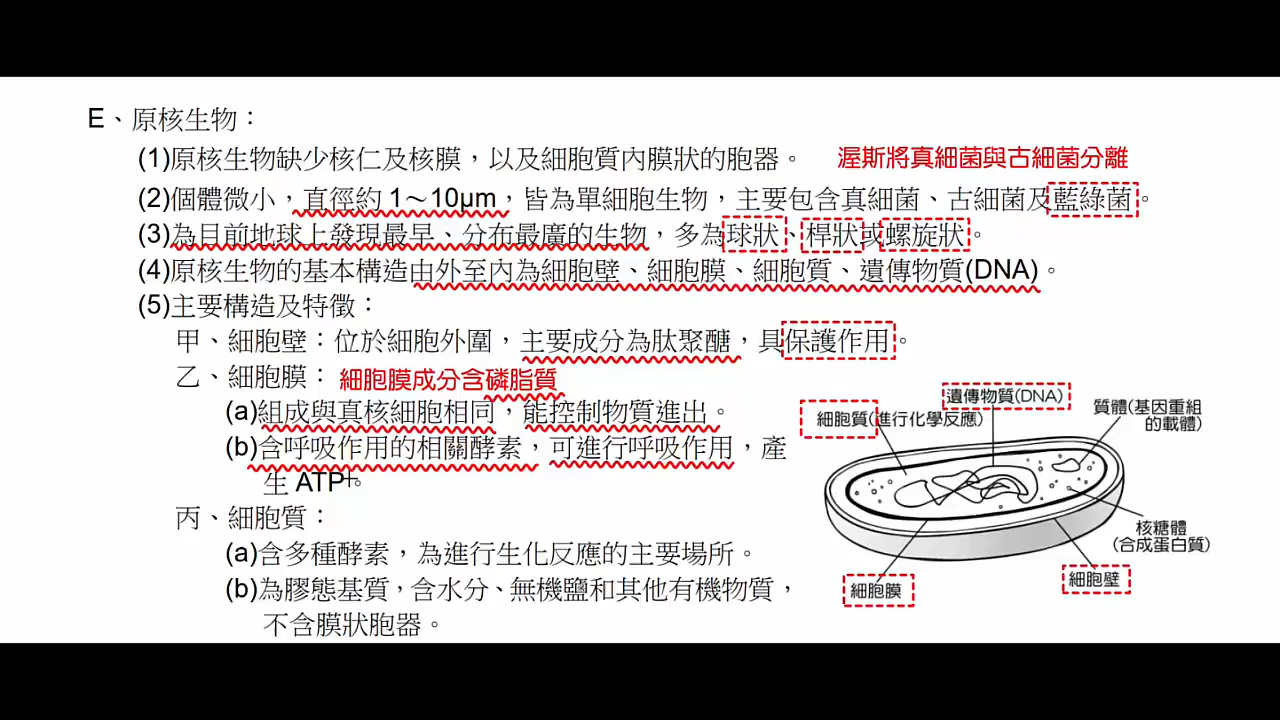 E、原核生物：
(1)原核生物缺少核仁及核膜，以及細胞質內膜狀的胞器。 渥斯將真細菌與古細菌分離
(2)個體微小，直徑約 1～10μm，皆為單細胞生物，主要包含真細菌、古細菌及藍綠菌。
(3)為目前地球上發現最早、分布最廣的生物，多為球狀、桿狀或螺旋狀。
(4)原核生物的基本構造由外至內為細胞壁、細胞膜、細胞質、遺傳物質(DNA)。
(5)主要構造及特徵：
甲、細胞壁：位於細胞外圍，主要成分為肽聚醣，具保護作用。
乙、細胞膜： 細胞膜成分含磷脂質
(a)組成與真核細胞相同，能控制物質進出。
(b)含呼吸作用的相關酵素，可進行呼吸作用，產
生 ATP。
丙、細胞質：
(a)含多種酵素，為進行生化反應的主要場所。
(b)為膠態基質，含水分、無機鹽和其他有機物質，
不含膜狀胞器。
遺傳物質(DNA)
細胞質(進行化學反應)
質體(基因重組
的載體)
核糖體
(合成蛋白質)
細胞壁
細胞膜